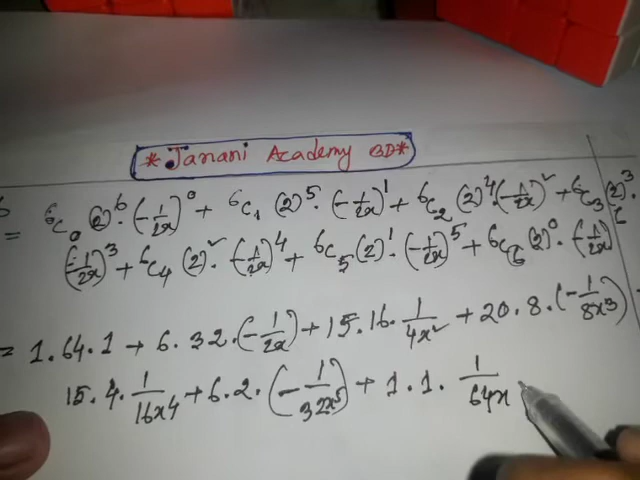 *Janani Academy BD*
6
= ⁶C₀ (2)⁶·(-1/2x)⁰ + ⁶C₁ (2)⁵·(-1/2x)¹ + ⁶C₂ (2)⁴·(-1/2x)² + ⁶C₃ (2)³·
(-1/2x)³ + ⁶C₄ (2)²·(-1/2x)⁴ + ⁶C₅ (2)¹·(-1/2x)⁵ + ⁶C₆ (2)⁰·(-1/2x)⁶
= 1.64.1 + 6.32.(-1/2x) + 15.16.1/4x² + 20.8.(-1/8x³)
15.4.1/16x⁴ + 6.2.(-1/32x⁵) + 1.1.1/64x